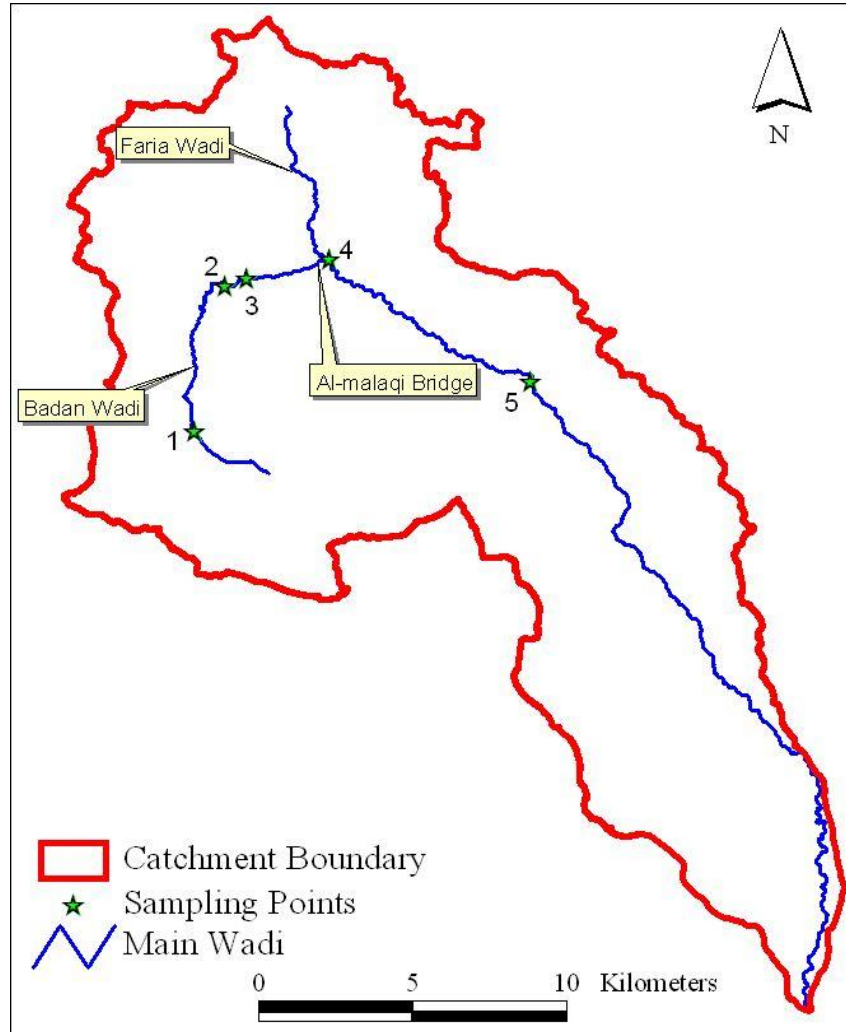 N
Faria Wadi
4
2
3
Al-malaqi Bridge
5
Badan Wadi
1
Catchment Boundary
Sampling Points
Main Wadi
0 5 10 Kilometers